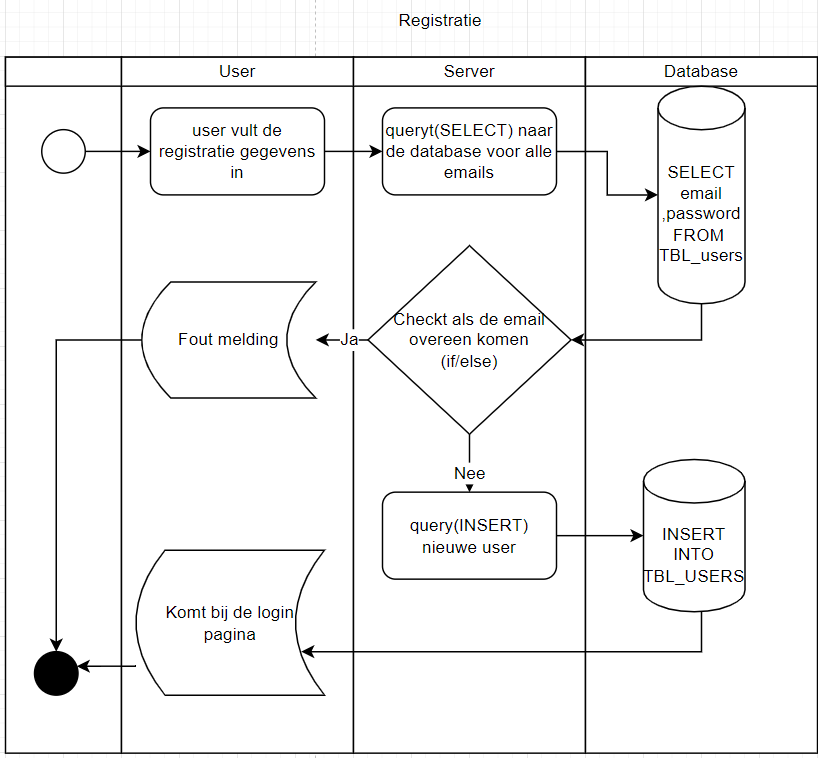 Registratie
User
Server
Database
user vult de
registratie gegevens
in
queryt(SELECT) naar
de database voor alle
emails
SELECT
email
,password
FROM
TBL_users
Fout melding
Ja
Checkt als de email
overeen komen
(if/else)
Nee
query(INSERT)
nieuwe user
INSERT
INTO
TBL_USERS
Komt bij de login
pagina